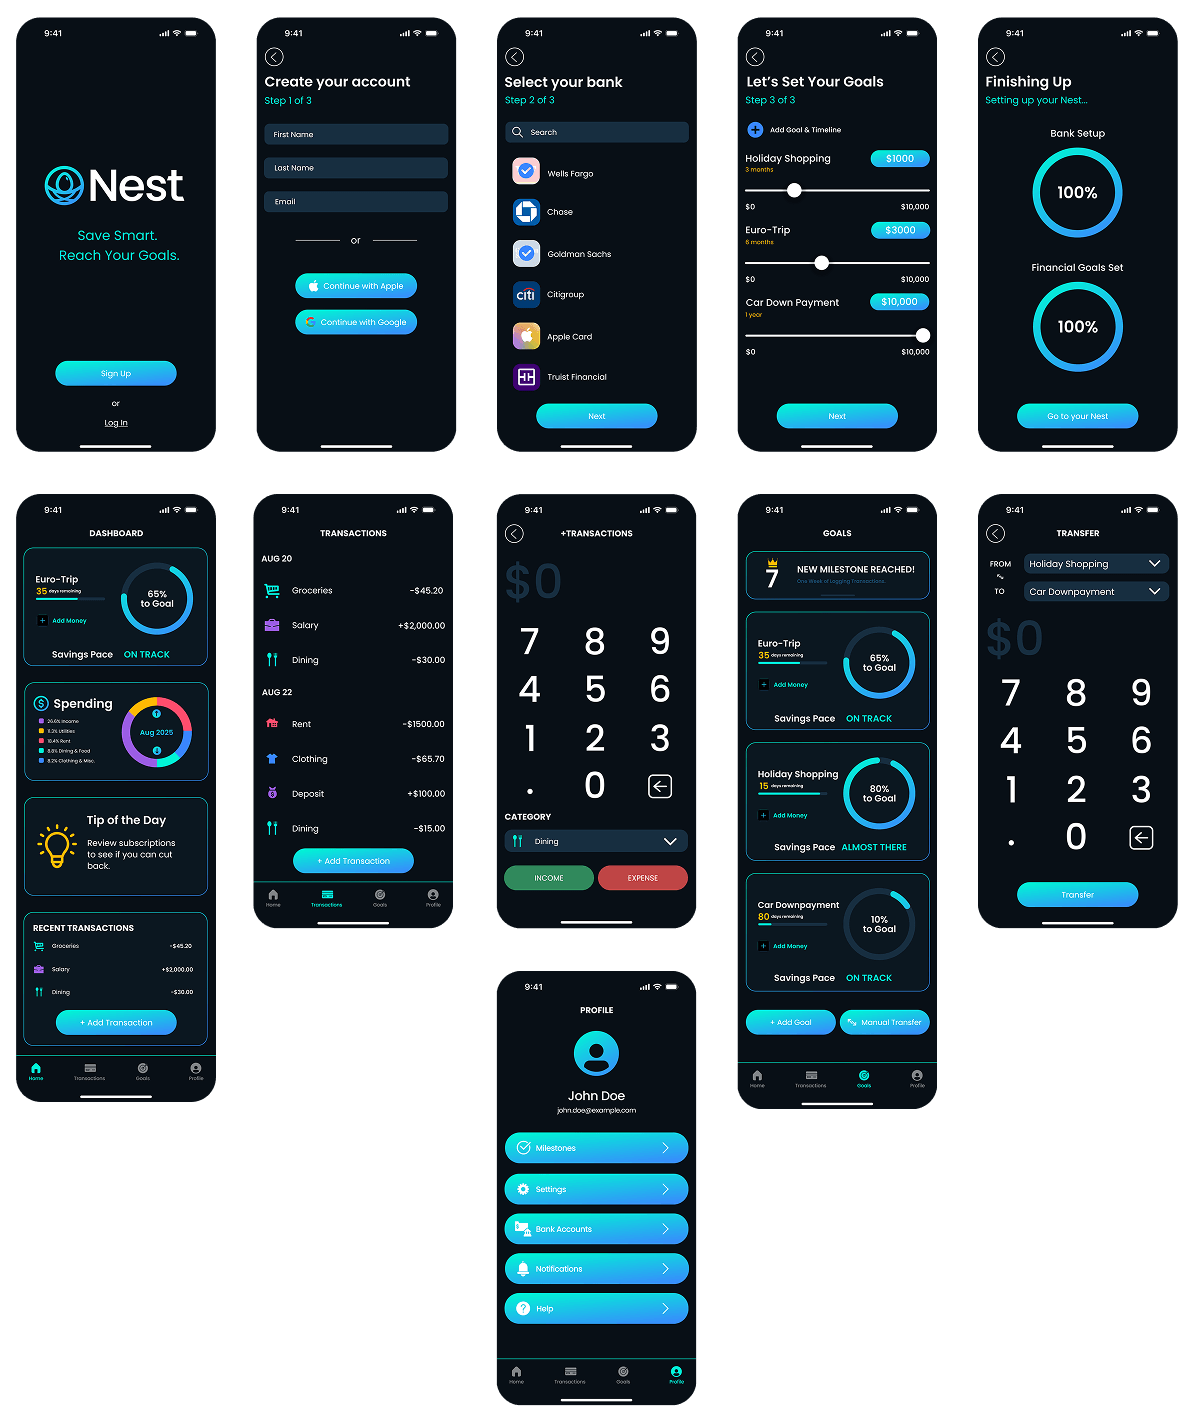 9:41
Nest
Save Smart.
Reach Your Goals.
Sign Up
or
Log In
9:41
Create your account
Step 1 of 3
First Name
Last Name
Email
or
Continue with Apple
Continue with Google
9:41
Select your bank
Step 2 of 3
Search
Wells Fargo
Chase
Goldman Sachs
citi Citigroup
Apple Card
Truist Financial
Next
9:41
Let's Set Your Goals
Step 3 of 3
Add Goal & Timeline
Holiday Shopping $1000
3 months
$0 $10,000
Euro-Trip $3000
6 months
$0 $10,000
Car Down Payment $10,000
1 year
$0 $10,000
Next
9:41
Finishing Up
Setting up your Nest...
Bank Setup
100%
Financial Goals Set
100%
Go to your Nest
9:41
DASHBOARD
Euro-Trip
35 days remaining
Add Money
65%
to Goal
Savings Pace ON TRACK
Spending
26.6% Income
11.3% Utilities
18.4% Rent
8.8% Dining & Food
8.2% Clothing & Misc.
Aug 2025
Tip of the Day
Review subscriptions
to see if you can cut
back.
RECENT TRANSACTIONS
Groceries -$45.20
Salary +$2,000.00
Dining -$30.00
+ Add Transaction
Home Transactions Goals Profile
9:41
TRANSACTIONS
AUG 20
Groceries -$45.20
Salary +$2,000.00
Dining -$30.00
AUG 22
Rent -$1500.00
Clothing -$65.70
Deposit +$100.00
Dining -$15.00
+ Add Transaction
Home Transactions Goals Profile
9:41
+TRANSACTIONS
$0
7 8 9
4 5 6
1 2 3
. 0
CATEGORY
Dining
INCOME EXPENSE
9:41
GOALS
7
NEW MILESTONE REACHED!
One Week of Logging Transactions.
Euro-Trip
35 days remaining
Add Money
65%
to Goal
Savings Pace ON TRACK
Holiday Shopping
15 days remaining
Add Money
80%
to Goal
Savings Pace ALMOST THERE
Car Downpayment
80 days remaining
Add Money
10%
to Goal
Savings Pace ON TRACK
+ Add Goal Manual Transfer
Home Transactions Goals Profile
9:41
TRANSFER
FROM Holiday Shopping
TO Car Downpayment
$0
7 8 9
4 5 6
1 2 3
. 0
Transfer
9:41
PROFILE
John Doe
john.doe@example.com
Milestones
Settings
Bank Accounts
Notifications
Help
Home Transactions Goals Profile